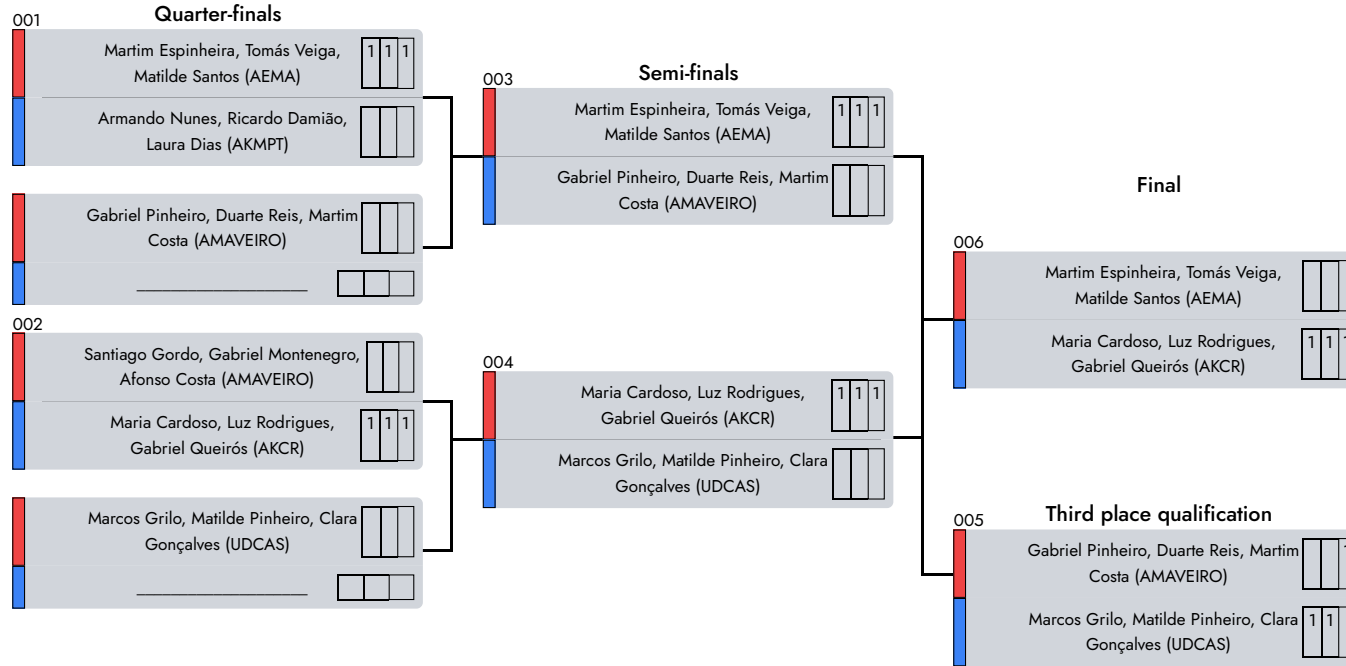 Quarter-finals
001
Martim Espinheira, Tomás Veiga,
Matilde Santos (AEMA)
1 1 1
Armando Nunes, Ricardo Damião,
Laura Dias (AKMPT)
Gabriel Pinheiro, Duarte Reis, Martim
Costa (AMAVEIRO)
____________________
002
Santiago Gordo, Gabriel Montenegro,
Afonso Costa (AMAVEIRO)
Maria Cardoso, Luz Rodrigues,
Gabriel Queirós (AKCR)
1 1 1
Marcos Grilo, Matilde Pinheiro, Clara
Gonçalves (UDCAS)
____________________
Semi-finals
003
Martim Espinheira, Tomás Veiga,
Matilde Santos (AEMA)
1 1 1
Gabriel Pinheiro, Duarte Reis, Martim
Costa (AMAVEIRO)
004
Maria Cardoso, Luz Rodrigues,
Gabriel Queirós (AKCR)
1 1 1
Marcos Grilo, Matilde Pinheiro, Clara
Gonçalves (UDCAS)
Final
006
Martim Espinheira, Tomás Veiga,
Matilde Santos (AEMA)
Maria Cardoso, Luz Rodrigues,
Gabriel Queirós (AKCR)
1 1 1
Third place qualification
005
Gabriel Pinheiro, Duarte Reis, Martim
Costa (AMAVEIRO)
1
Marcos Grilo, Matilde Pinheiro, Clara
Gonçalves (UDCAS)
1 1